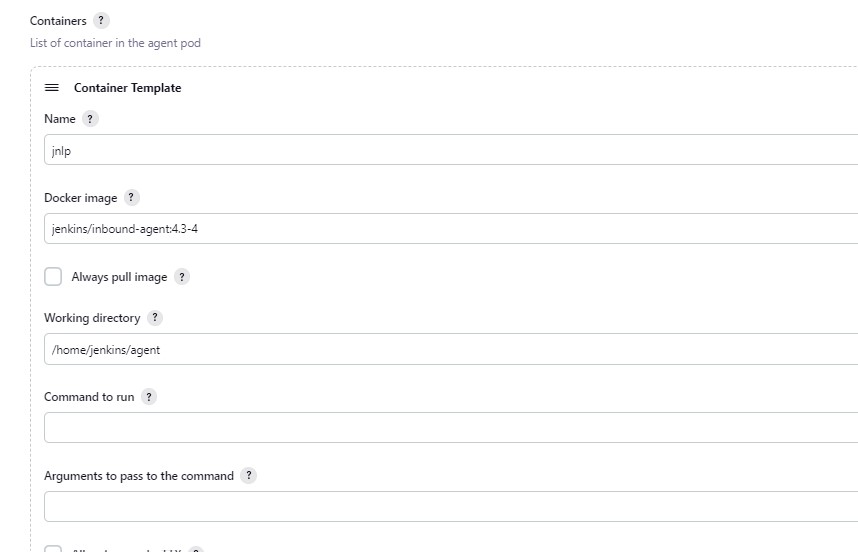 Containers ?
List of container in the agent pod
Container Template
Name ?
jnlp
Docker image ?
jenkins/inbound-agent:4.3-4
Always pull image ?
Working directory ?
/home/jenkins/agent
Command to run ?
Arguments to pass to the command ?